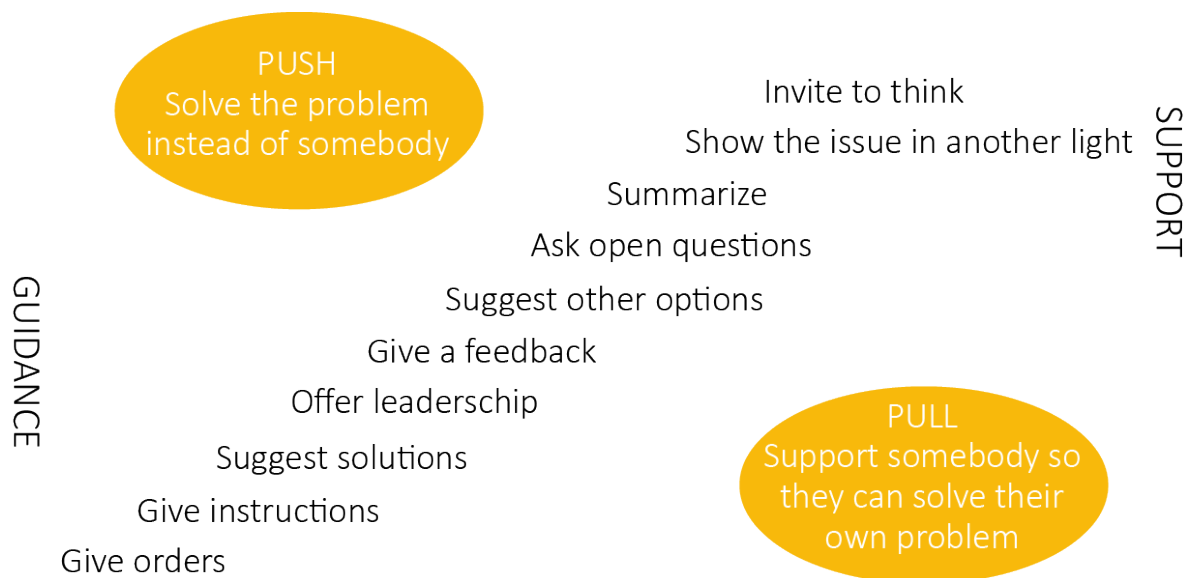 PUSH
Solve the problem
instead of somebody
Invite to think
Show the issue in another light
Summarize
Ask open questions
Suggest other options
Give a feedback
Offer leaderschip
Suggest solutions
Give instructions
Give orders
GUIDANCE
SUPPORT
PULL
Support somebody so
they can solve their
own problem